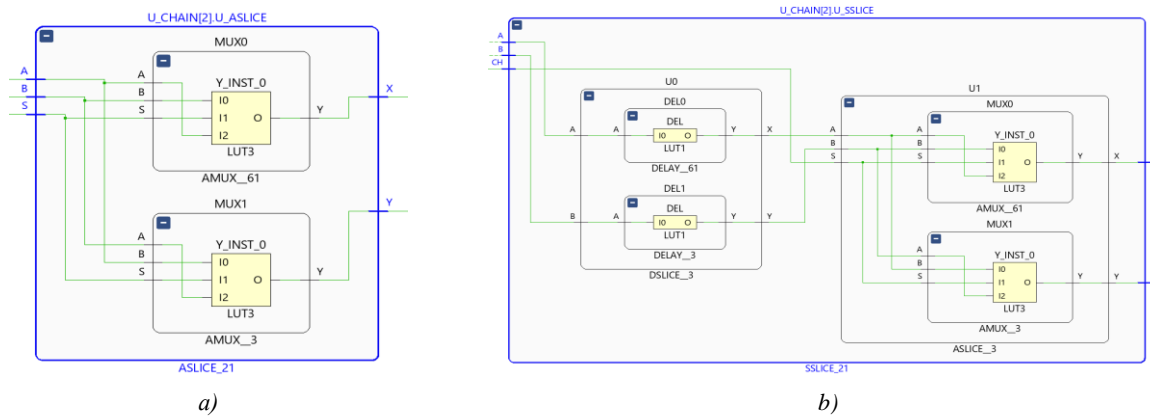 U_CHAIN[2].U_ASLICE
MUX0
A
B
S
A
B
S
Y_INST_0
I0
I1
I2
O
LUT3
Y
X
AMUX__61
MUX1
A
B
S
Y_INST_0
I0
I1
I2
O
LUT3
Y
Y
AMUX__3
ASLICE_21
a)
U_CHAIN[2].U_SSLICE
A
B
CH
U0
DEL0
DEL
A
A
I0
O
Y
X
LUT1
DELAY__61
DEL1
DEL
B
A
I0
O
Y
Y
LUT1
DELAY__3
DSLICE__3
U1
MUX0
A
B
S
A
B
S
Y_INST_0
I0
I1
I2
O
LUT3
Y
X
AMUX__61
MUX1
A
B
S
Y_INST_0
I0
I1
I2
O
LUT3
Y
Y
AMUX__3
ASLICE__3
SSLICE_21
b)